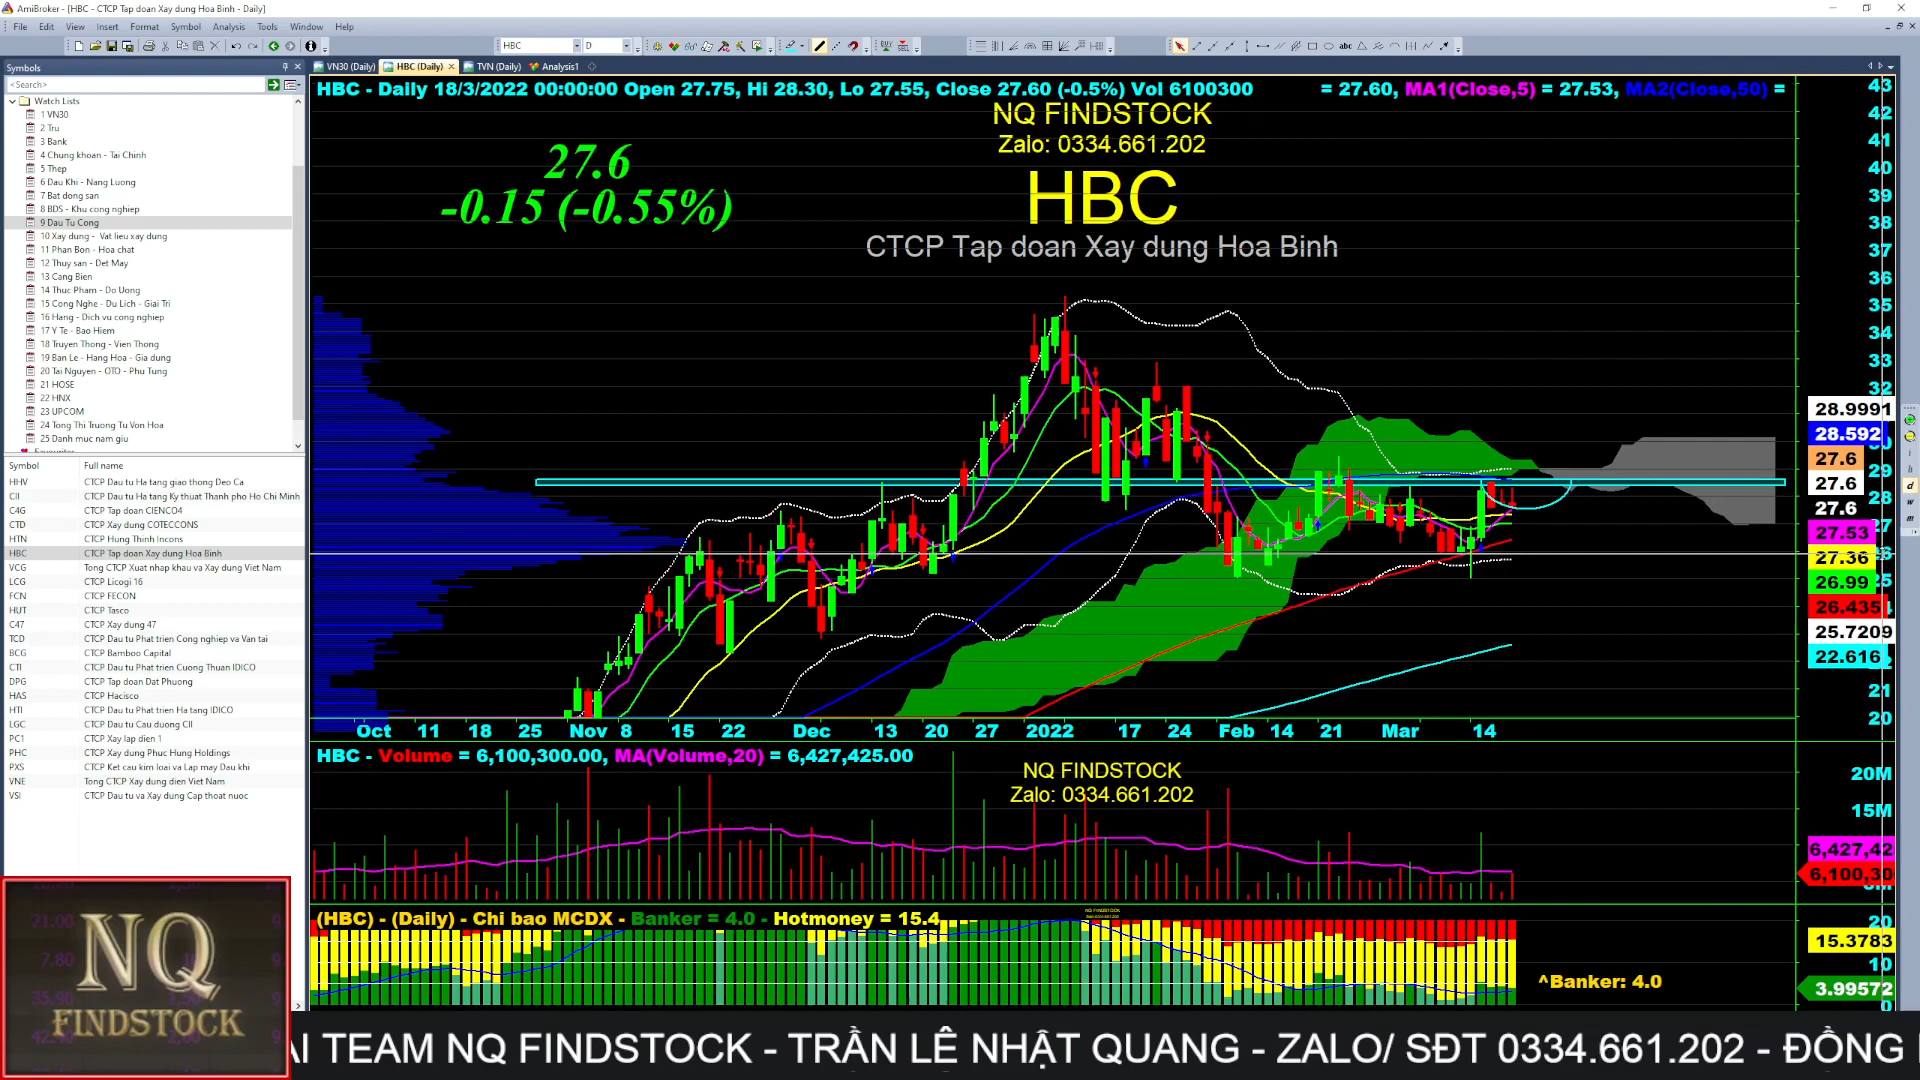 AmiBroker - [HBC - CTCP Tap doan Xay dung Hoa Binh - Daily]
File Edit View Insert Format Symbol Analysis Tools Window Help
HBC D
Symbols
VN30 (Daily) HBC (Daily) TVN (Daily) Analysis1
<Search>
Watch Lists
1 VN30
2 Tru
3 Bank
4 Chung khoan - Tai Chinh
5 Thep
6 Dau Khi - Nang Luong
7 Bat dong san
8 BDS - Khu cong nghiep
9 Dau Tu Cong
10 Xay dung - Vat lieu xay dung
11 Phan Bon - Hoa chat
12 Thuy san - Det May
13 Cang Bien
14 Thuc Pham - Do Uong
15 Cong Nghe - Du Lich - Giai Tri
16 Hang - Dich vu cong nghiep
17 Y Te - Bao Hiem
18 Truyen Thong - Vien Thong
19 Ban Le - Hang Hoa - Gia dung
20 Tai Nguyen - OTO - Phu Tung
21 HOSE
22 HNX
23 UPCOM
24 Tong Thi Truong Tu Von Hoa
25 Danh muc nam giu
Symbol Full name
HHV CTCP Dau tu Ha tang giao thong Deo Ca
CII CTCP Dau tu Ha tang Ky thuat Thanh pho Ho Chi Minh
C4G CTCP Tap doan CIENCO4
CTD CTCP Xay dung COTECCONS
HTN CTCP Hung Thinh Incons
HBC CTCP Tap doan Xay dung Hoa Binh
VCG Tong CTCP Xuat nhap khau va Xay dung Viet Nam
LCG CTCP Licogi 16
FCN CTCP FECON
HUT CTCP Tasco
C47 CTCP Xay dung 47
TCD CTCP Dau tu Phat trien Cong nghiep va Van tai
BCG CTCP Bamboo Capital
CTI CTCP Dau tu Phat trien Cuong Thuan IDICO
DPG CTCP Tap doan Dat Phuong
HAS CTCP Hacisco
HTI CTCP Dau tu Phat trien Ha tang IDICO
LGC CTCP Dau tu Cau duong CII
PC1 CTCP Xay lap dien 1
PHC CTCP Xay dung Phuc Hung Holdings
PXS CTCP Ket cau kim loai va Lap may Dau khi
VNE Tong CTCP Xay dung dien Viet Nam
VSI CTCP Dau tu va Xay dung Cap thoat nuoc
HBC - Daily 18/3/2022 00:00:00 Open 27.75, Hi 28.30, Lo 27.55, Close 27.60 (-0.5%) Vol 6100300 = 27.60, MA1(Close,5) = 27.53, MA2(Close,50) =
NQ FINDSTOCK
Zalo: 0334.661.202
HBC
CTCP Tap doan Xay dung Hoa Binh
27.6
-0.15 (-0.55%)
43
42
41
40
39
38
37
36
35
34
33
32
28.9991
28.592
27.6
29
27.6
28
27.6
27
27.53
27.36
26.99
25
26.435
25.7209
22.616
21
20
Oct 11 18 25 Nov 8 15 22 Dec 13 20 27 2022 17 24 Feb 14 21 Mar 14
HBC - Volume = 6,100,300.00, MA(Volume,20) = 6,427,425.00
NQ FINDSTOCK
Zalo: 0334.661.202
20M
15M
6,427,42
6,100,30
(HBC) - (Daily) - Chi bao MCDX - Banker = 4.0 - Hotmoney = 15.4
20
15.3783
10
^Banker: 4.0
3.99572
0
NQ
FINDSTOCK
AI TEAM NQ FINDSTOCK - TRẦN LÊ NHẬT QUANG - ZALO/ SĐT 0334.661.202 - ĐỒNG